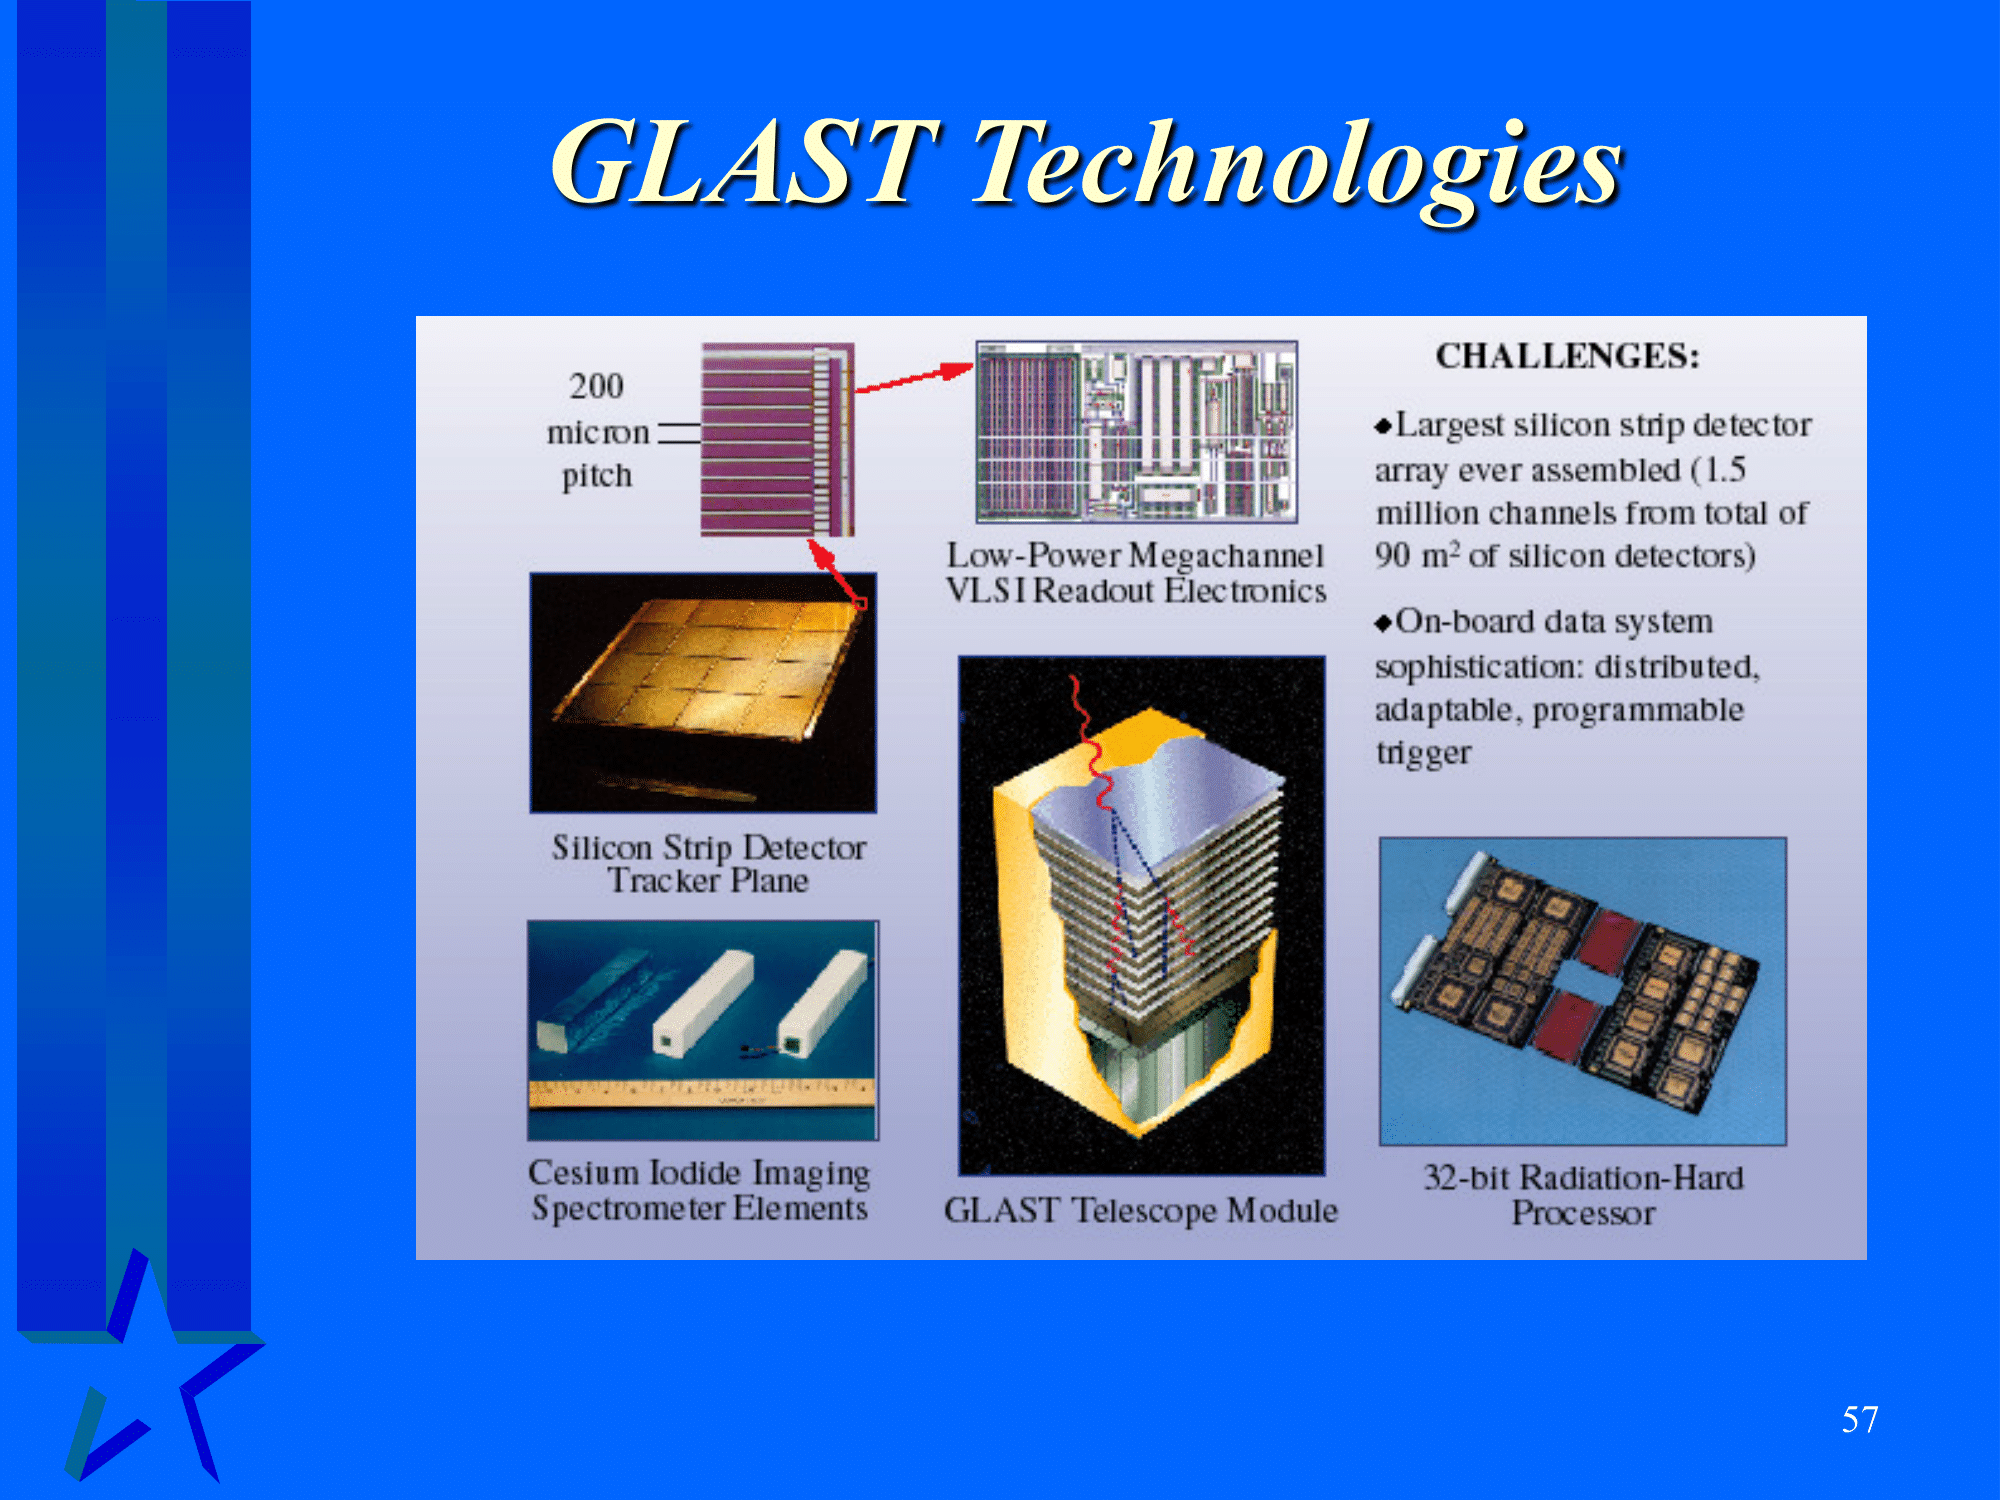 GLAST Technologies
200
micron
pitch
Low-Power Megachannel
VLSI Readout Electronics
Silicon Strip Detector
Tracker Plane
Cesium Iodide Imaging
Spectrometer Elements
GLAST Telescope Module
CHALLENGES:
◆Largest silicon strip detector
array ever assembled (1.5
million channels from total of
90 m² of silicon detectors)
◆On-board data system
sophistication: distributed,
adaptable, programmable
trigger
32-bit Radiation-Hard
Processor
57